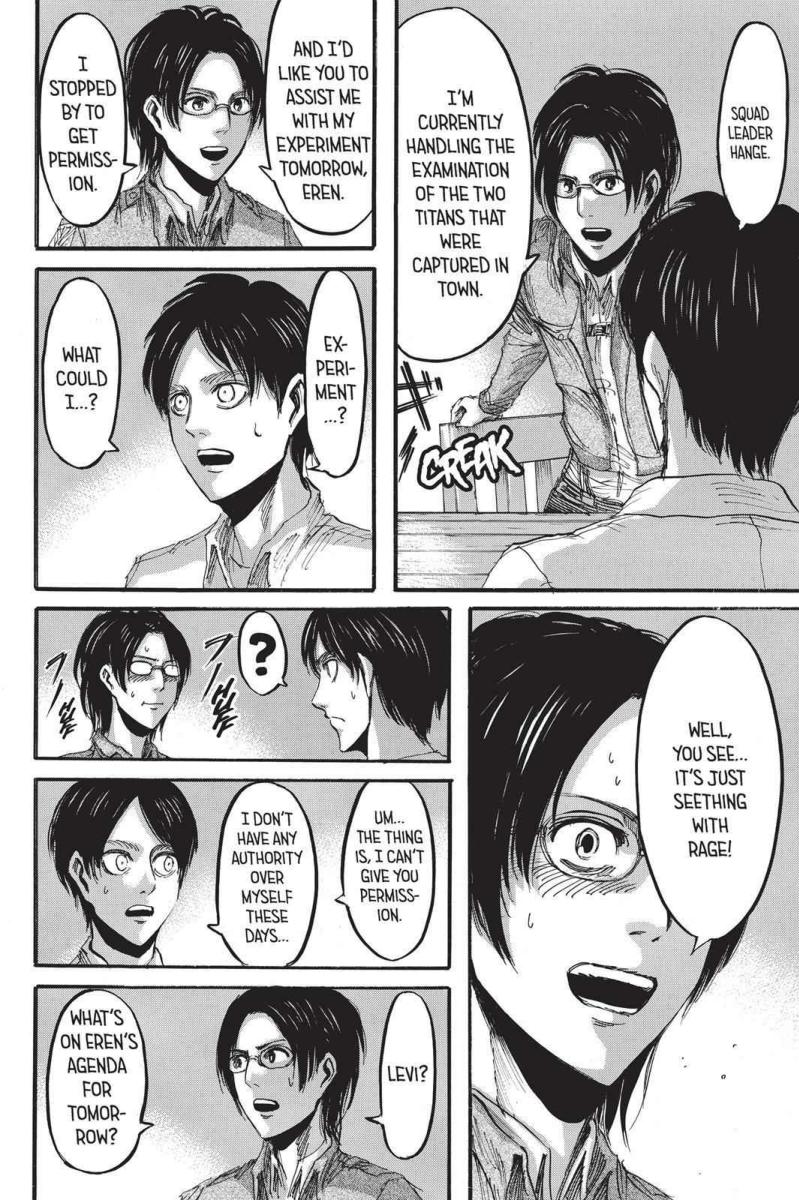 SQUAD
LEADER
HANGE.
I'M
CURRENTLY
HANDLING THE
EXAMINATION
OF THE TWO
TITANS THAT
WERE
CAPTURED IN
TOWN.
CREAK
AND I'D
LIKE YOU TO
ASSIST ME
WITH MY
EXPERIMENT
TOMORROW,
EREN.
I
STOPPED
BY TO
GET
PERMISS-
ION.
EX-
PERI-
MENT
...?
WHAT
COULD
I...?
WELL,
YOU SEE...
IT'S JUST
SEETHING
WITH
RAGE!
?
UM...
THE THING
IS, I CAN'T
GIVE YOU
PERMISS-
ION.
I DON'T
HAVE ANY
AUTHORITY
OVER
MYSELF
THESE
DAYS...
LEVI?
WHAT'S
ON EREN'S
AGENDA
FOR
TOMOR-
ROW?